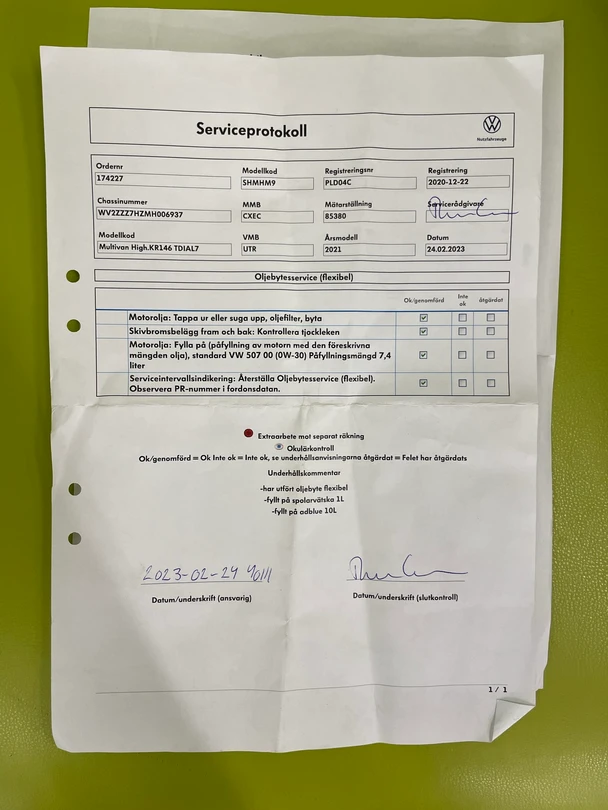 Serviceprotokoll
Nutzfahrzeuge
Ordernr Modellkod Registreringsnr Registrering
174227 SHMHM9 PLD04C 2020-12-22
Chassinummer MMB Mätarställning Servicerådgivare
WV2ZZZ7HZMH006937 CXEC 85380
Modellkod VMB Årsmodell Datum
Multivan High.KR146 TDIAL7 UTR 2021 24.02.2023
Oljebytesservice (flexibel)
Ok/genomförd Inte ok åtgärdat
Motorolja: Tappa ur eller suga upp, oljefilter, byta
Skivbromsbelägg fram och bak: Kontrollera tjockleken
Motorolja: Fylla på (påfyllning av motorn med den föreskrivna
mängden olja), standard VW 507 00 (0W-30) Påfyllningsmängd 7,4
liter
Serviceintervallsindikering: Återställa Oljebytesservice (flexibel).
Observera PR-nummer i fordonsdatan.
Extraarbete mot separat räkning
Okulärkontroll
Ok/genomförd = Ok Inte ok = Inte ok, se underhållsanvisningarna åtgärdat = Felet har åtgärdats
Underhållskommentar
-har utfört oljebyte flexibel
-fyllt på spolarvätska 1L
-fyllt på adblue 10L
2023-02-24
Datum/underskrift (ansvarig) Datum/underskrift (slutkontroll)
1 / 1